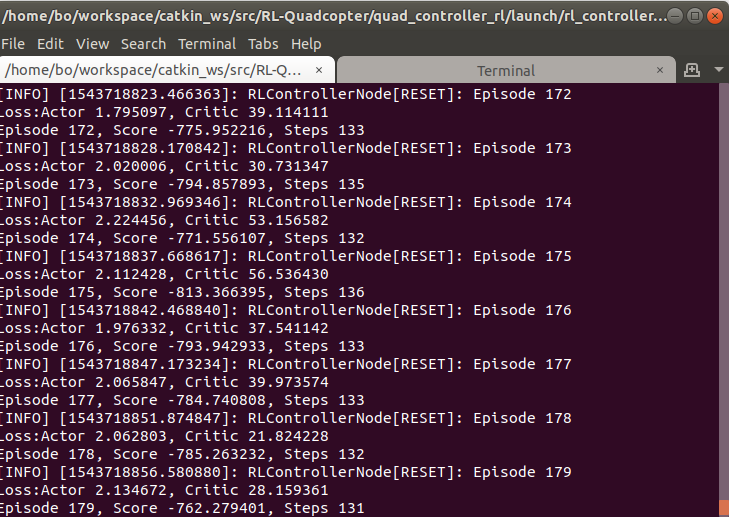 /home/bo/workspace/catkin_ws/src/RL-Quadcopter/quad_controller_rl/launch/rl_controller...
File Edit View Search Terminal Tabs Help
/home/bo/workspace/catkin_ws/src/RL-Q... × Terminal ×
[INFO] [1543718823.466363]: RLControllerNode[RESET]: Episode 172
Loss:Actor 1.795097, Critic 39.114111
Episode 172, Score -775.952216, Steps 133
[INFO] [1543718828.170842]: RLControllerNode[RESET]: Episode 173
Loss:Actor 2.020006, Critic 30.731347
Episode 173, Score -794.857893, Steps 135
[INFO] [1543718832.969346]: RLControllerNode[RESET]: Episode 174
Loss:Actor 2.224456, Critic 53.156582
Episode 174, Score -771.556107, Steps 132
[INFO] [1543718837.668617]: RLControllerNode[RESET]: Episode 175
Loss:Actor 2.112428, Critic 56.536430
Episode 175, Score -813.366395, Steps 136
[INFO] [1543718842.468840]: RLControllerNode[RESET]: Episode 176
Loss:Actor 1.976332, Critic 37.541142
Episode 176, Score -793.942933, Steps 133
[INFO] [1543718847.173234]: RLControllerNode[RESET]: Episode 177
Loss:Actor 2.065847, Critic 39.973574
Episode 177, Score -784.740808, Steps 133
[INFO] [1543718851.874847]: RLControllerNode[RESET]: Episode 178
Loss:Actor 2.062803, Critic 21.824228
Episode 178, Score -785.263232, Steps 132
[INFO] [1543718856.580880]: RLControllerNode[RESET]: Episode 179
Loss:Actor 2.134672, Critic 28.159361
Episode 179, Score -762.279401, Steps 131